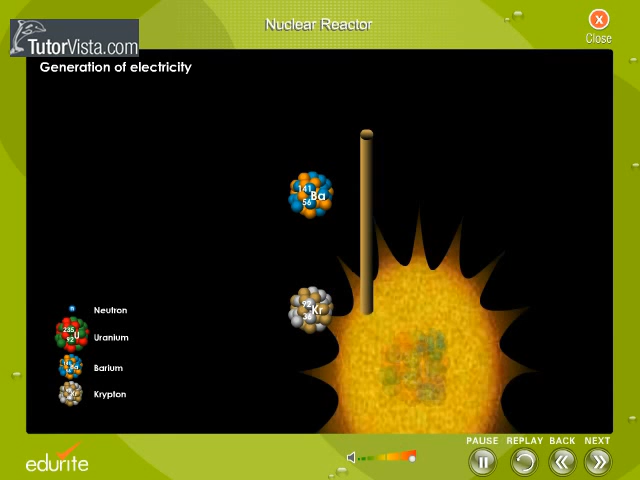 Nuclear Reactor
X
Close
TutorVista.com
Generation of electricity
141
Ba
56
92
Kr
36
n
Neutron
235
U
92
Uranium
Barium
Krypton
PAUSE REPLAY BACK NEXT
edurite